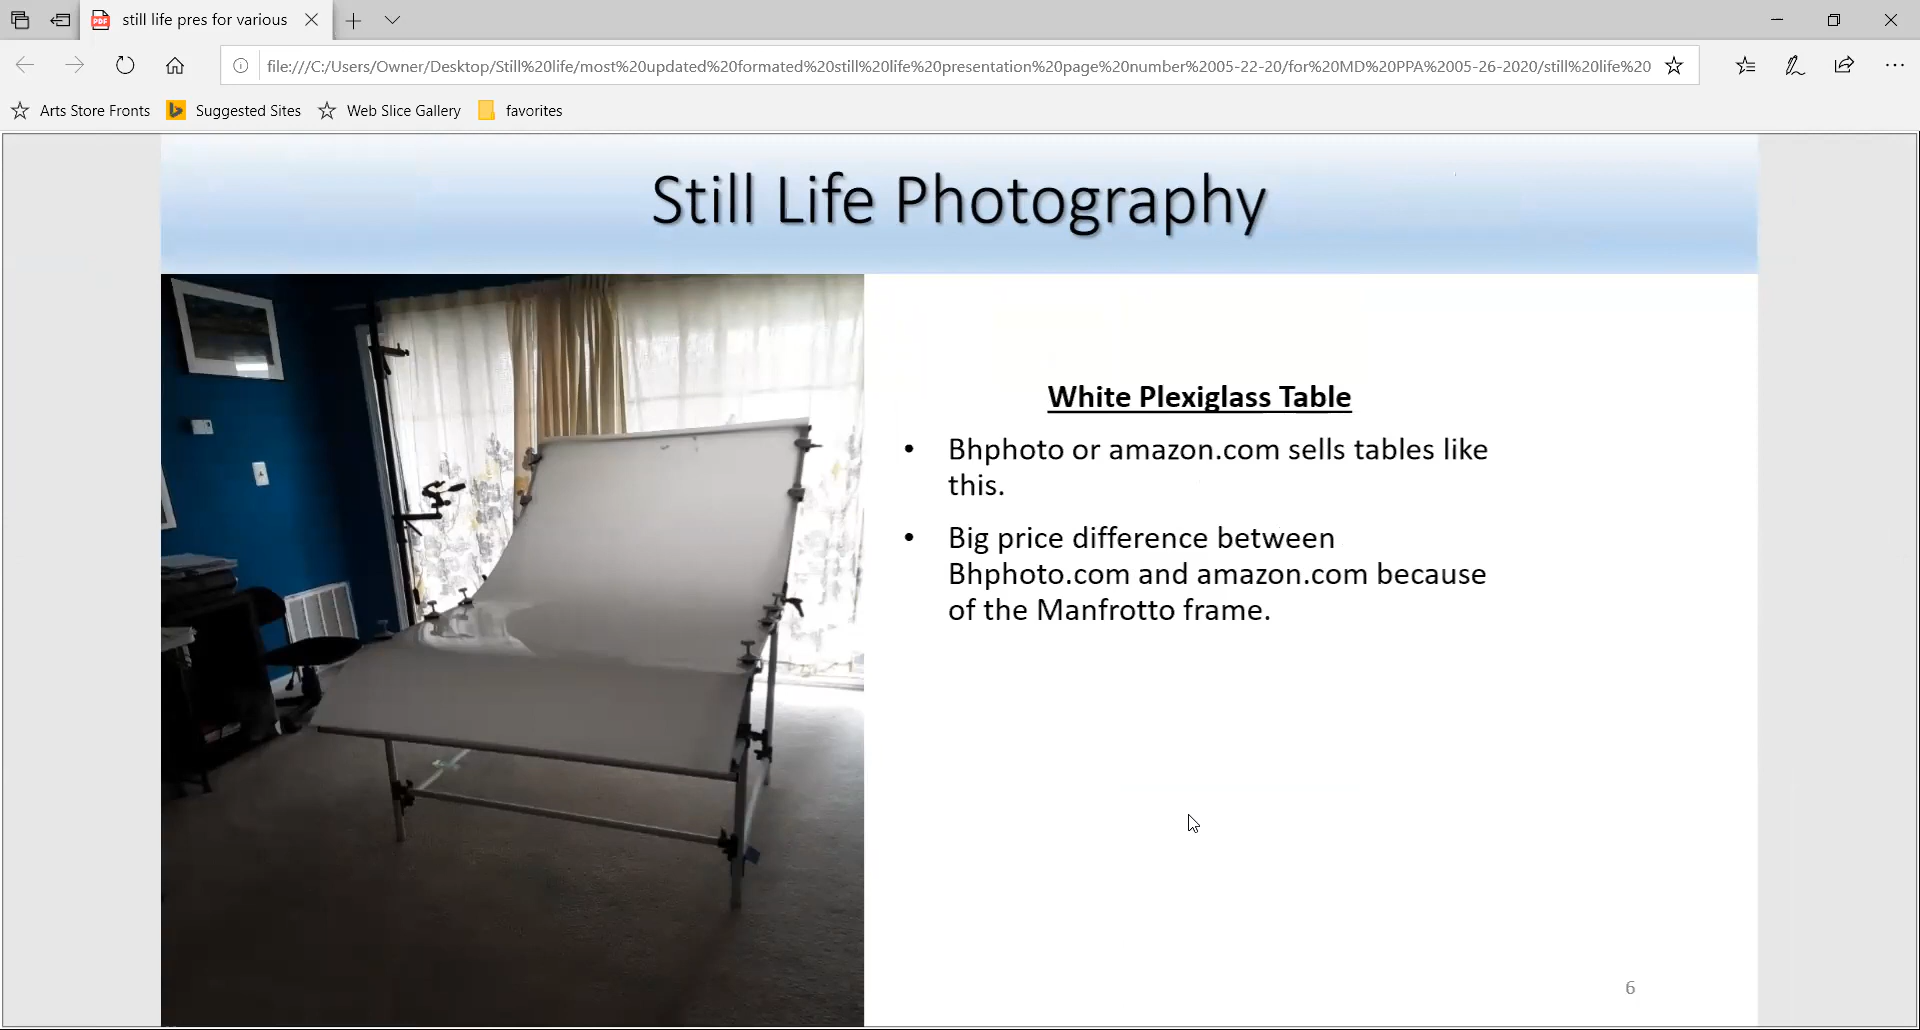 still life pres for various
file:///C:/Users/Owner/Desktop/Still%20life/most%20updated%20formated%20still%20life%20presentation%20page%20number%2005-22-20/for%20MD%20PPA%2005-26-2020/still%20life%20
Arts Store Fronts
Suggested Sites
Web Slice Gallery
favorites
Still Life Photography
White Plexiglass Table
• Bhphoto or amazon.com sells tables like
this.
• Big price difference between
Bhphoto.com and amazon.com because
of the Manfrotto frame.
6